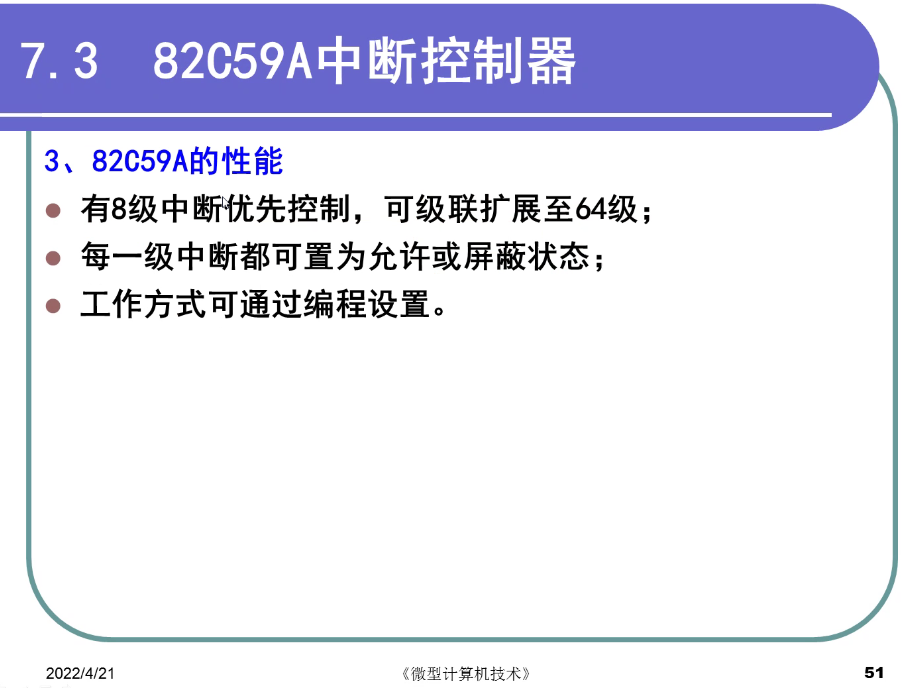 7.3 82C59A中断控制器
3、82C59A的性能
有8级中断优先控制，可级联扩展至64级；
每一级中断都可置为允许或屏蔽状态；
工作方式可通过编程设置。
2022/4/21
《微型计算机技术》
51